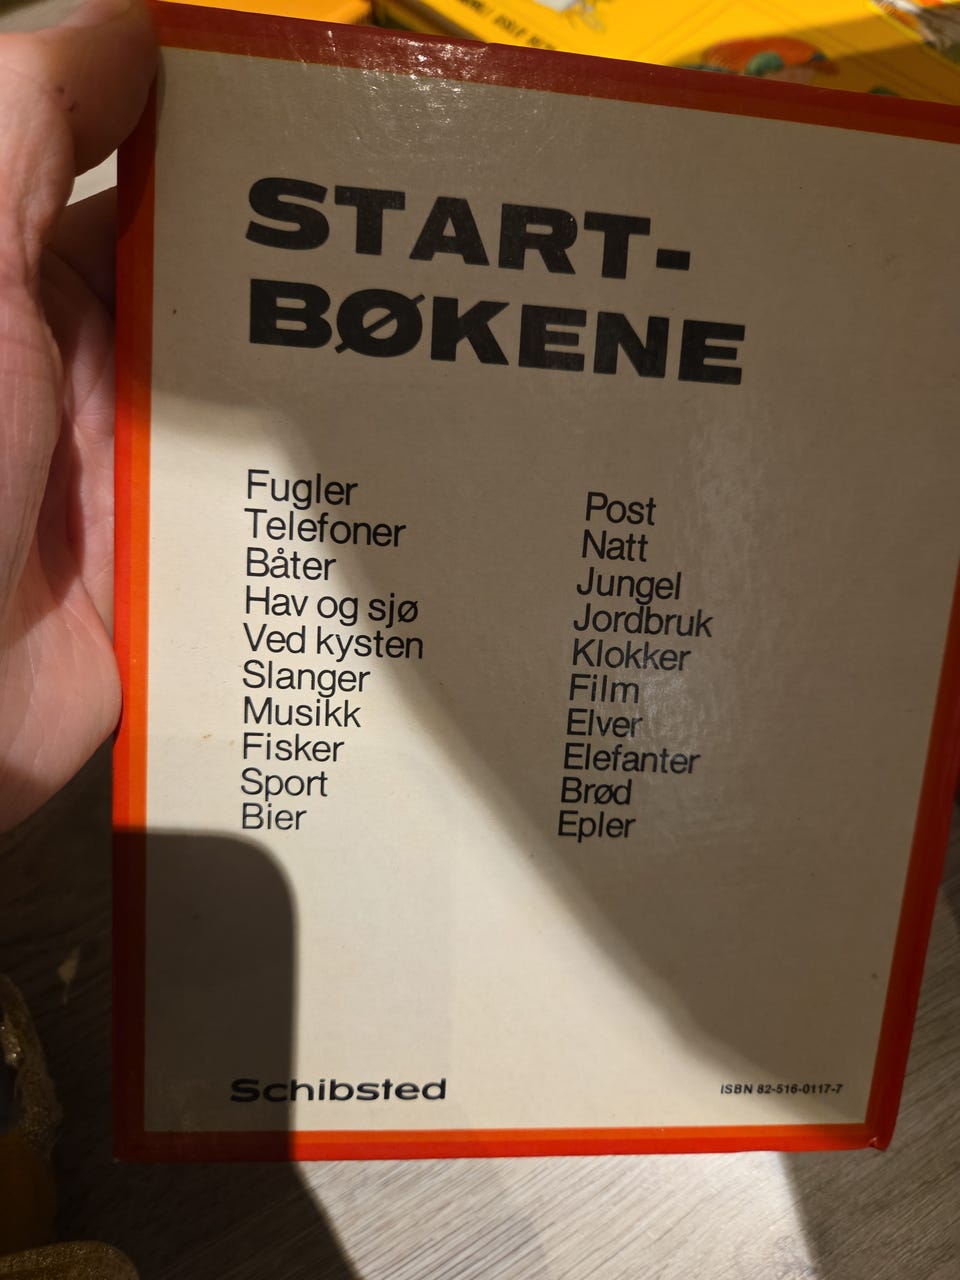 START-
BØKENE
Fugler
Telefoner
Båter
Hav og sjø
Ved kysten
Slanger
Musikk
Fisker
Sport
Bier
Post
Natt
Jungel
Jordbruk
Klokker
Film
Elver
Elefanter
Brød
Epler
Schibsted
ISBN 82-516-0117-7